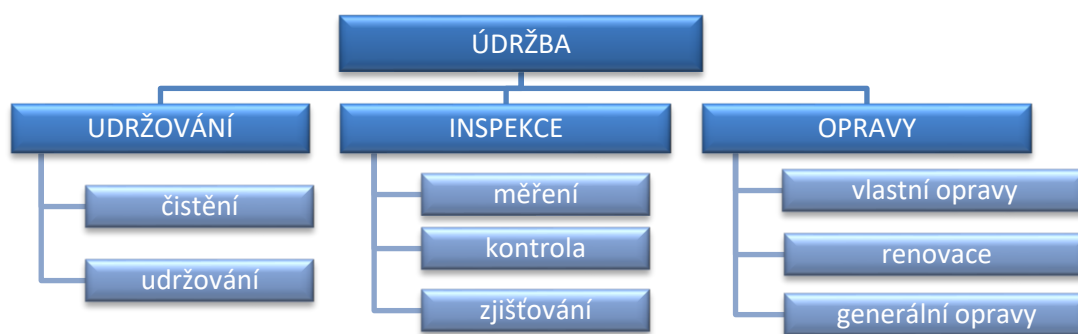 ÚDRŽBA
UDRŽOVÁNÍ
čistění
udržování
INSPEKCE
měření
kontrola
zjišťování
OPRAVY
vlastní opravy
renovace
generální opravy